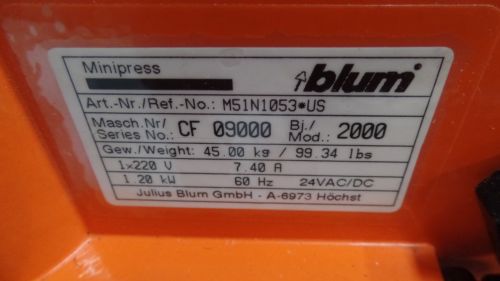 Minipress
blum
Art.-Nr./Ref.-No.: M51N1053*US
Masch.Nr/ Series No.: CF 09000 Bj./ Mod.: 2000
Gew./Weight: 45.00 kg / 99.34 lbs
1x220 V 7.40 A
1.20 kW 60 Hz 24VAC/DC
Julius Blum GmbH - A-6973 Höchst